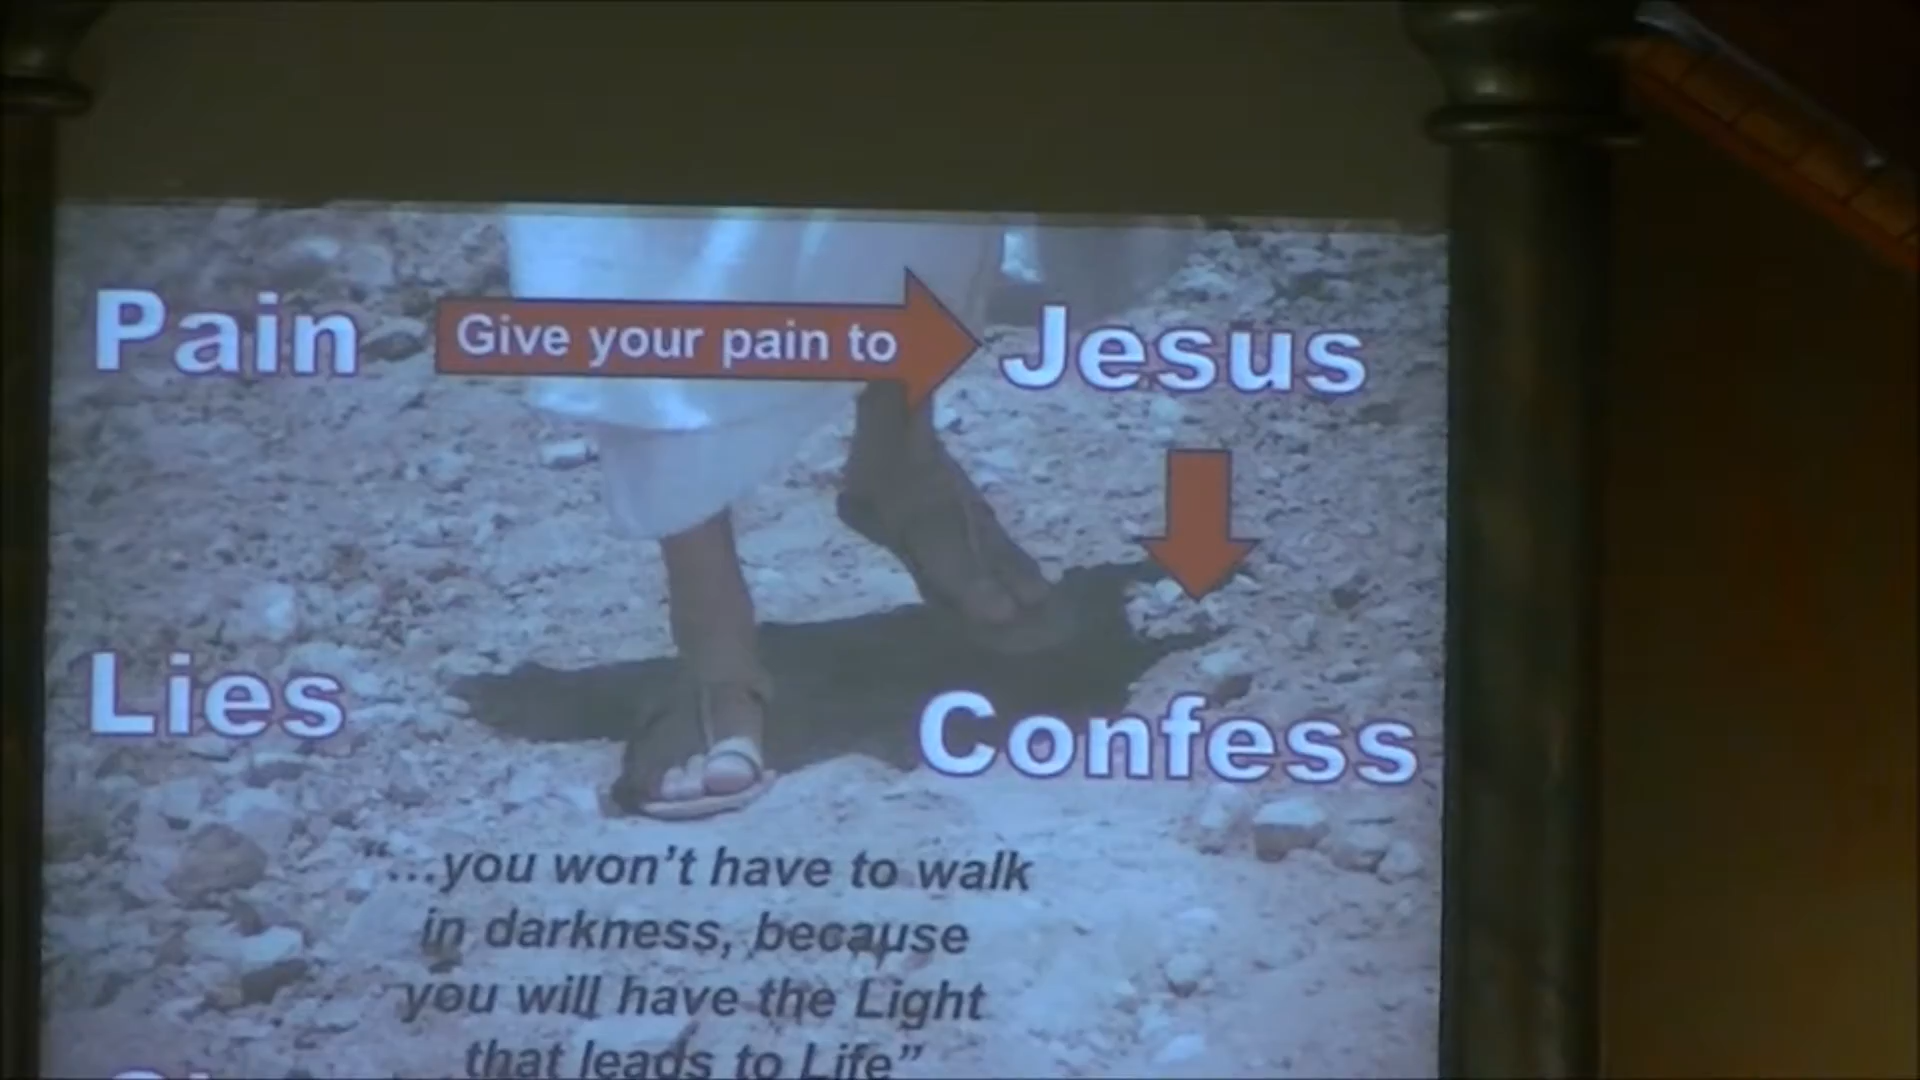 Pain
Give your pain to
Jesus
Lies
Confess
“...you won’t have to walk
in darkness, because
you will have the Light
that leads to Life”